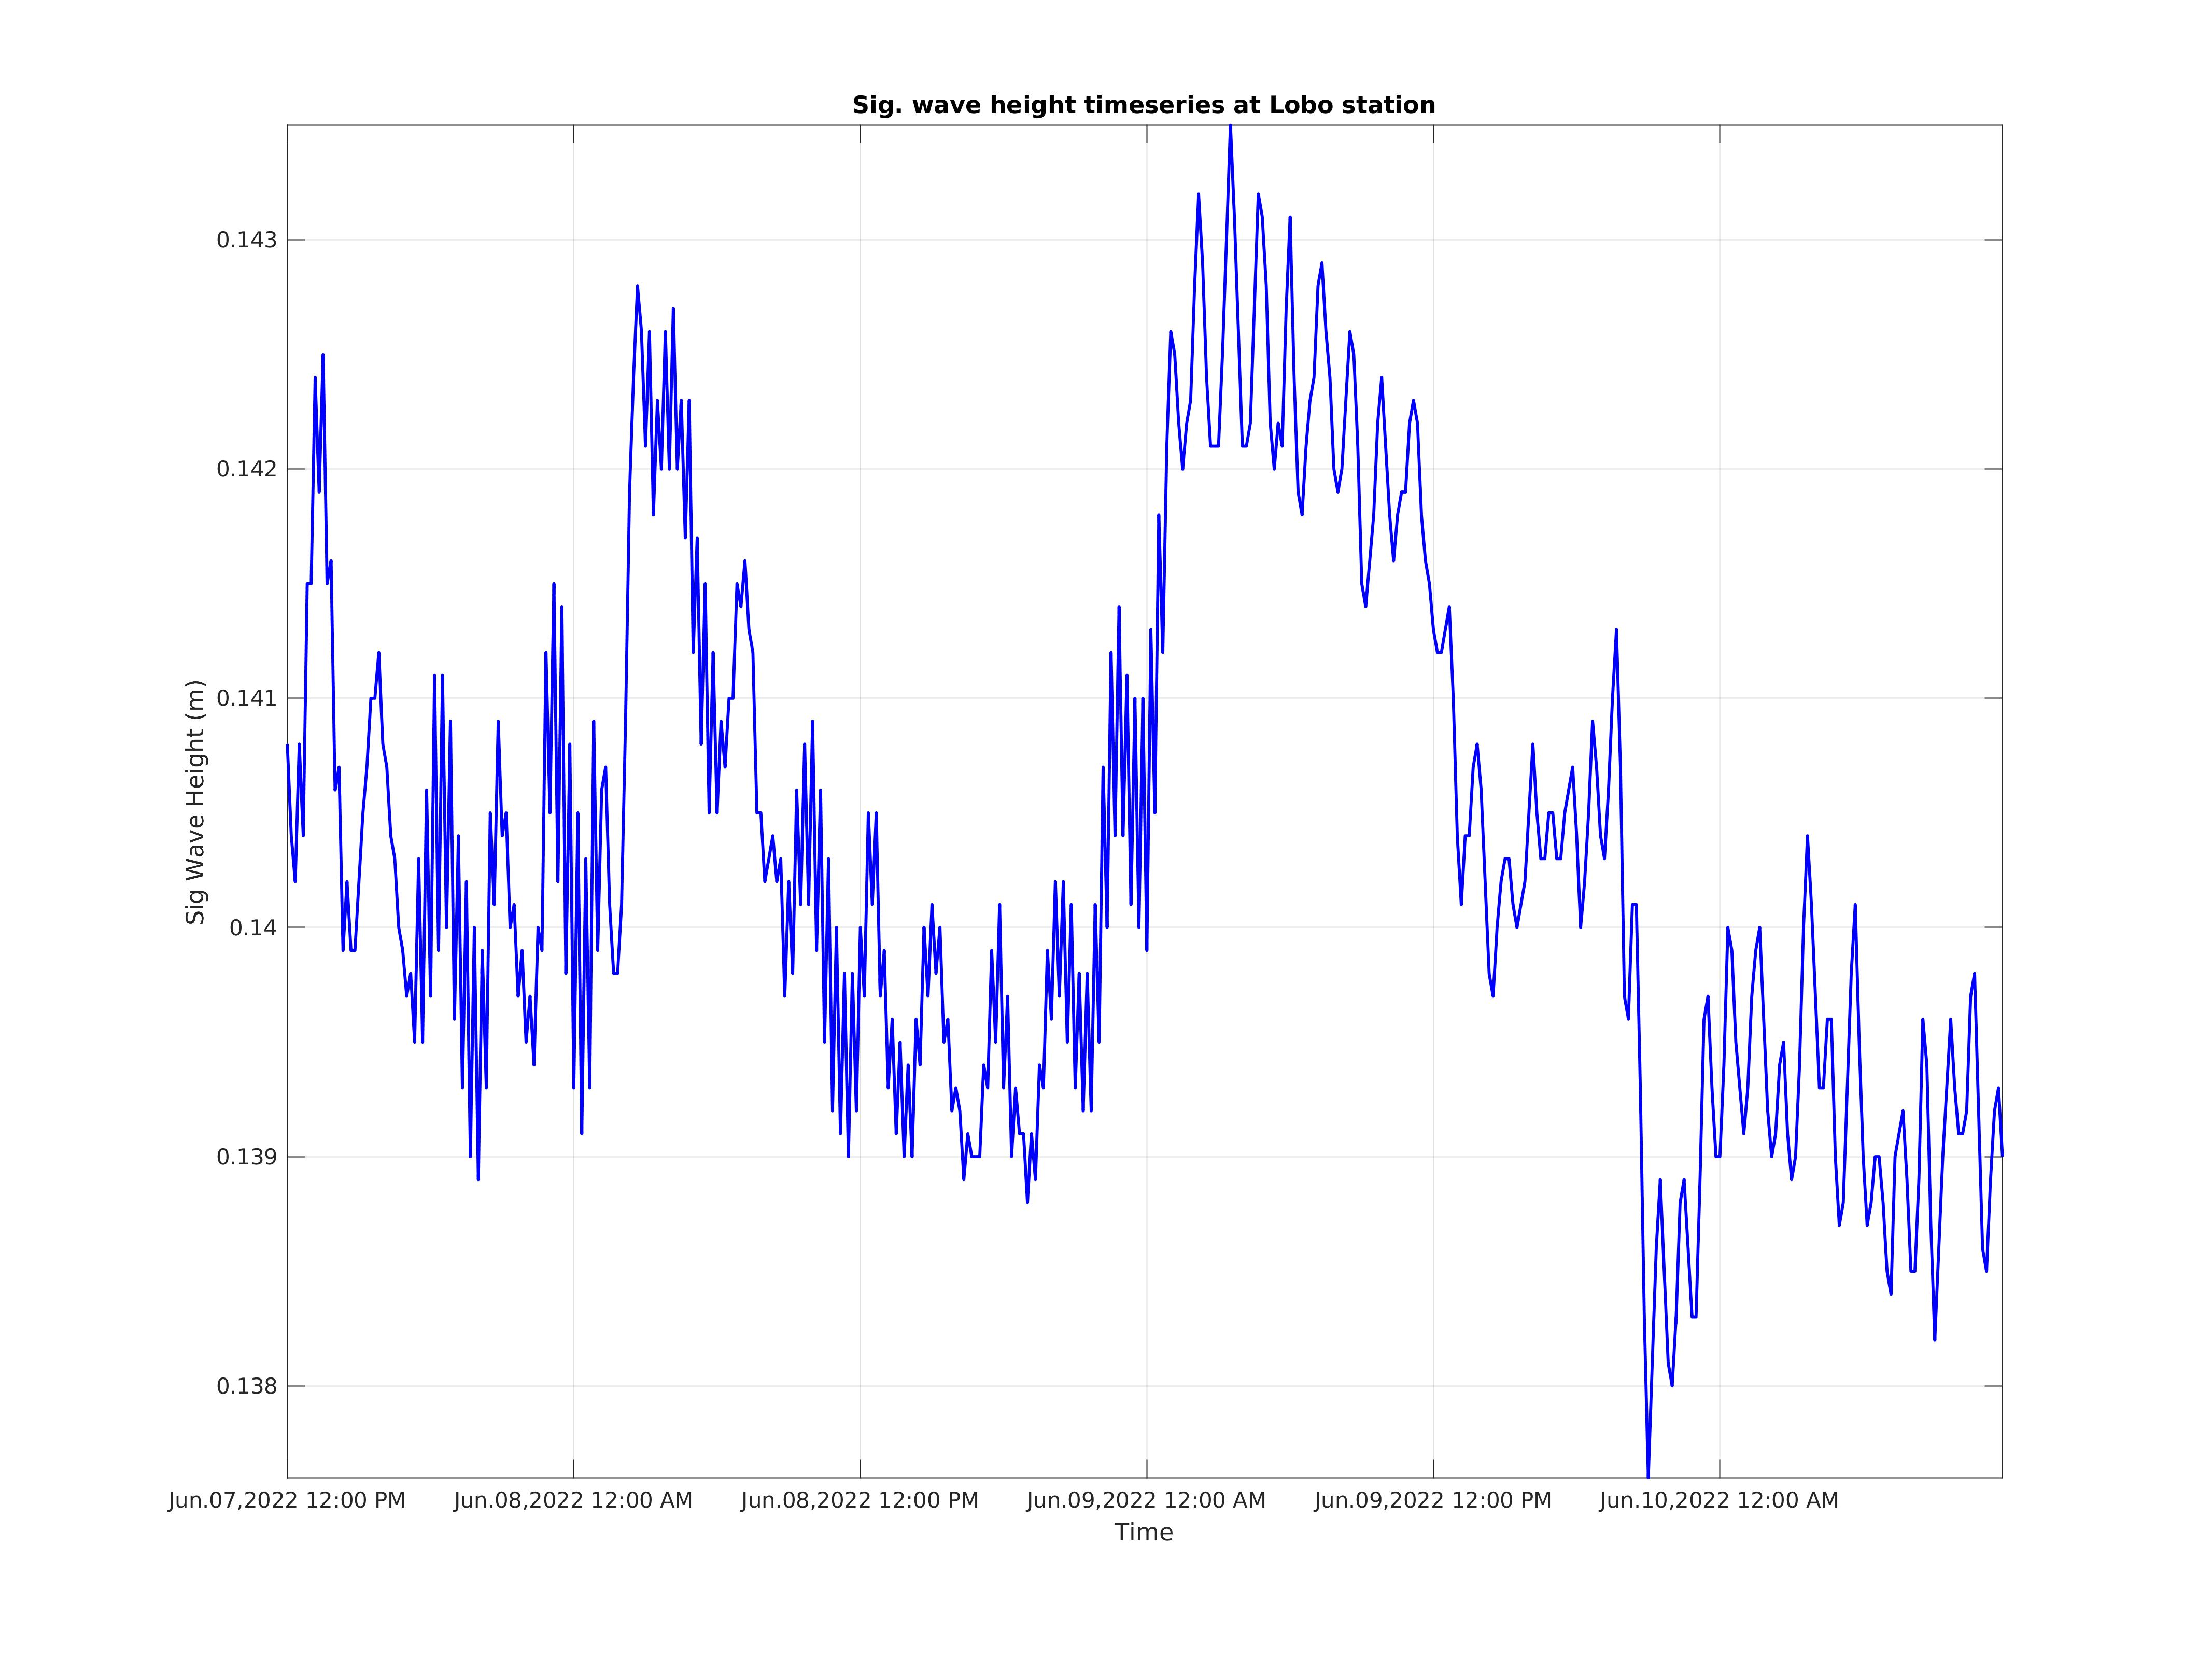 Sig. wave height timeseries at Lobo station
0.143
0.142
0.141
0.14
0.139
0.138
Sig Wave Height (m)
Jun.07,2022 12:00 PM Jun.08,2022 12:00 AM Jun.08,2022 12:00 PM Jun.09,2022 12:00 AM Jun.09,2022 12:00 PM Jun.10,2022 12:00 AM
Time